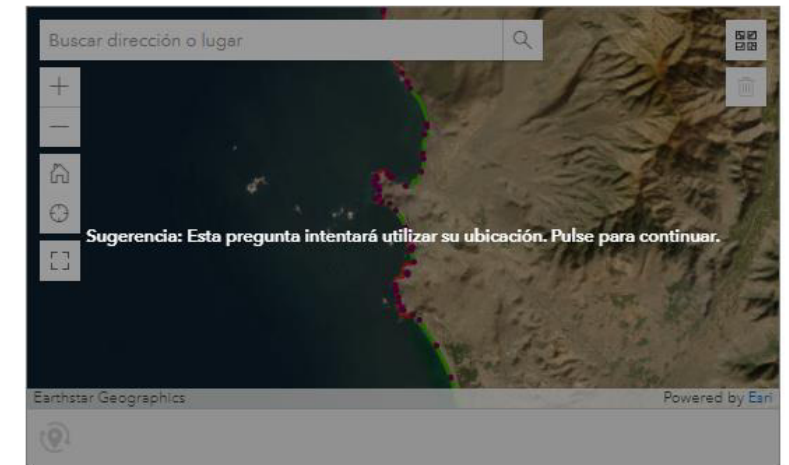 Buscar dirección o lugar
Sugerencia: Esta pregunta intentará utilizar su ubicación. Pulse para continuar.
Earthstar Geographics
Powered by Esri